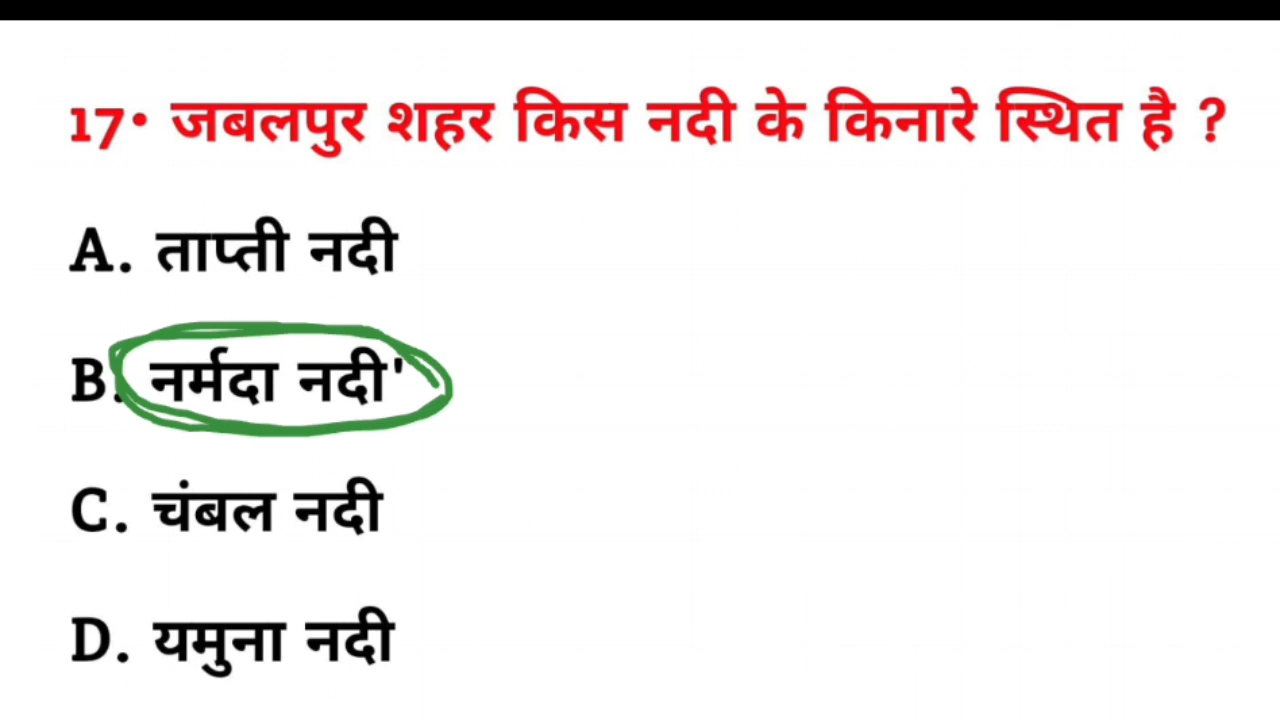 17• जबलपुर शहर किस नदी के किनारे स्थित है ?
A. ताप्ती नदी
B. नर्मदा नदी'
C. चंबल नदी
D. यमुना नदी